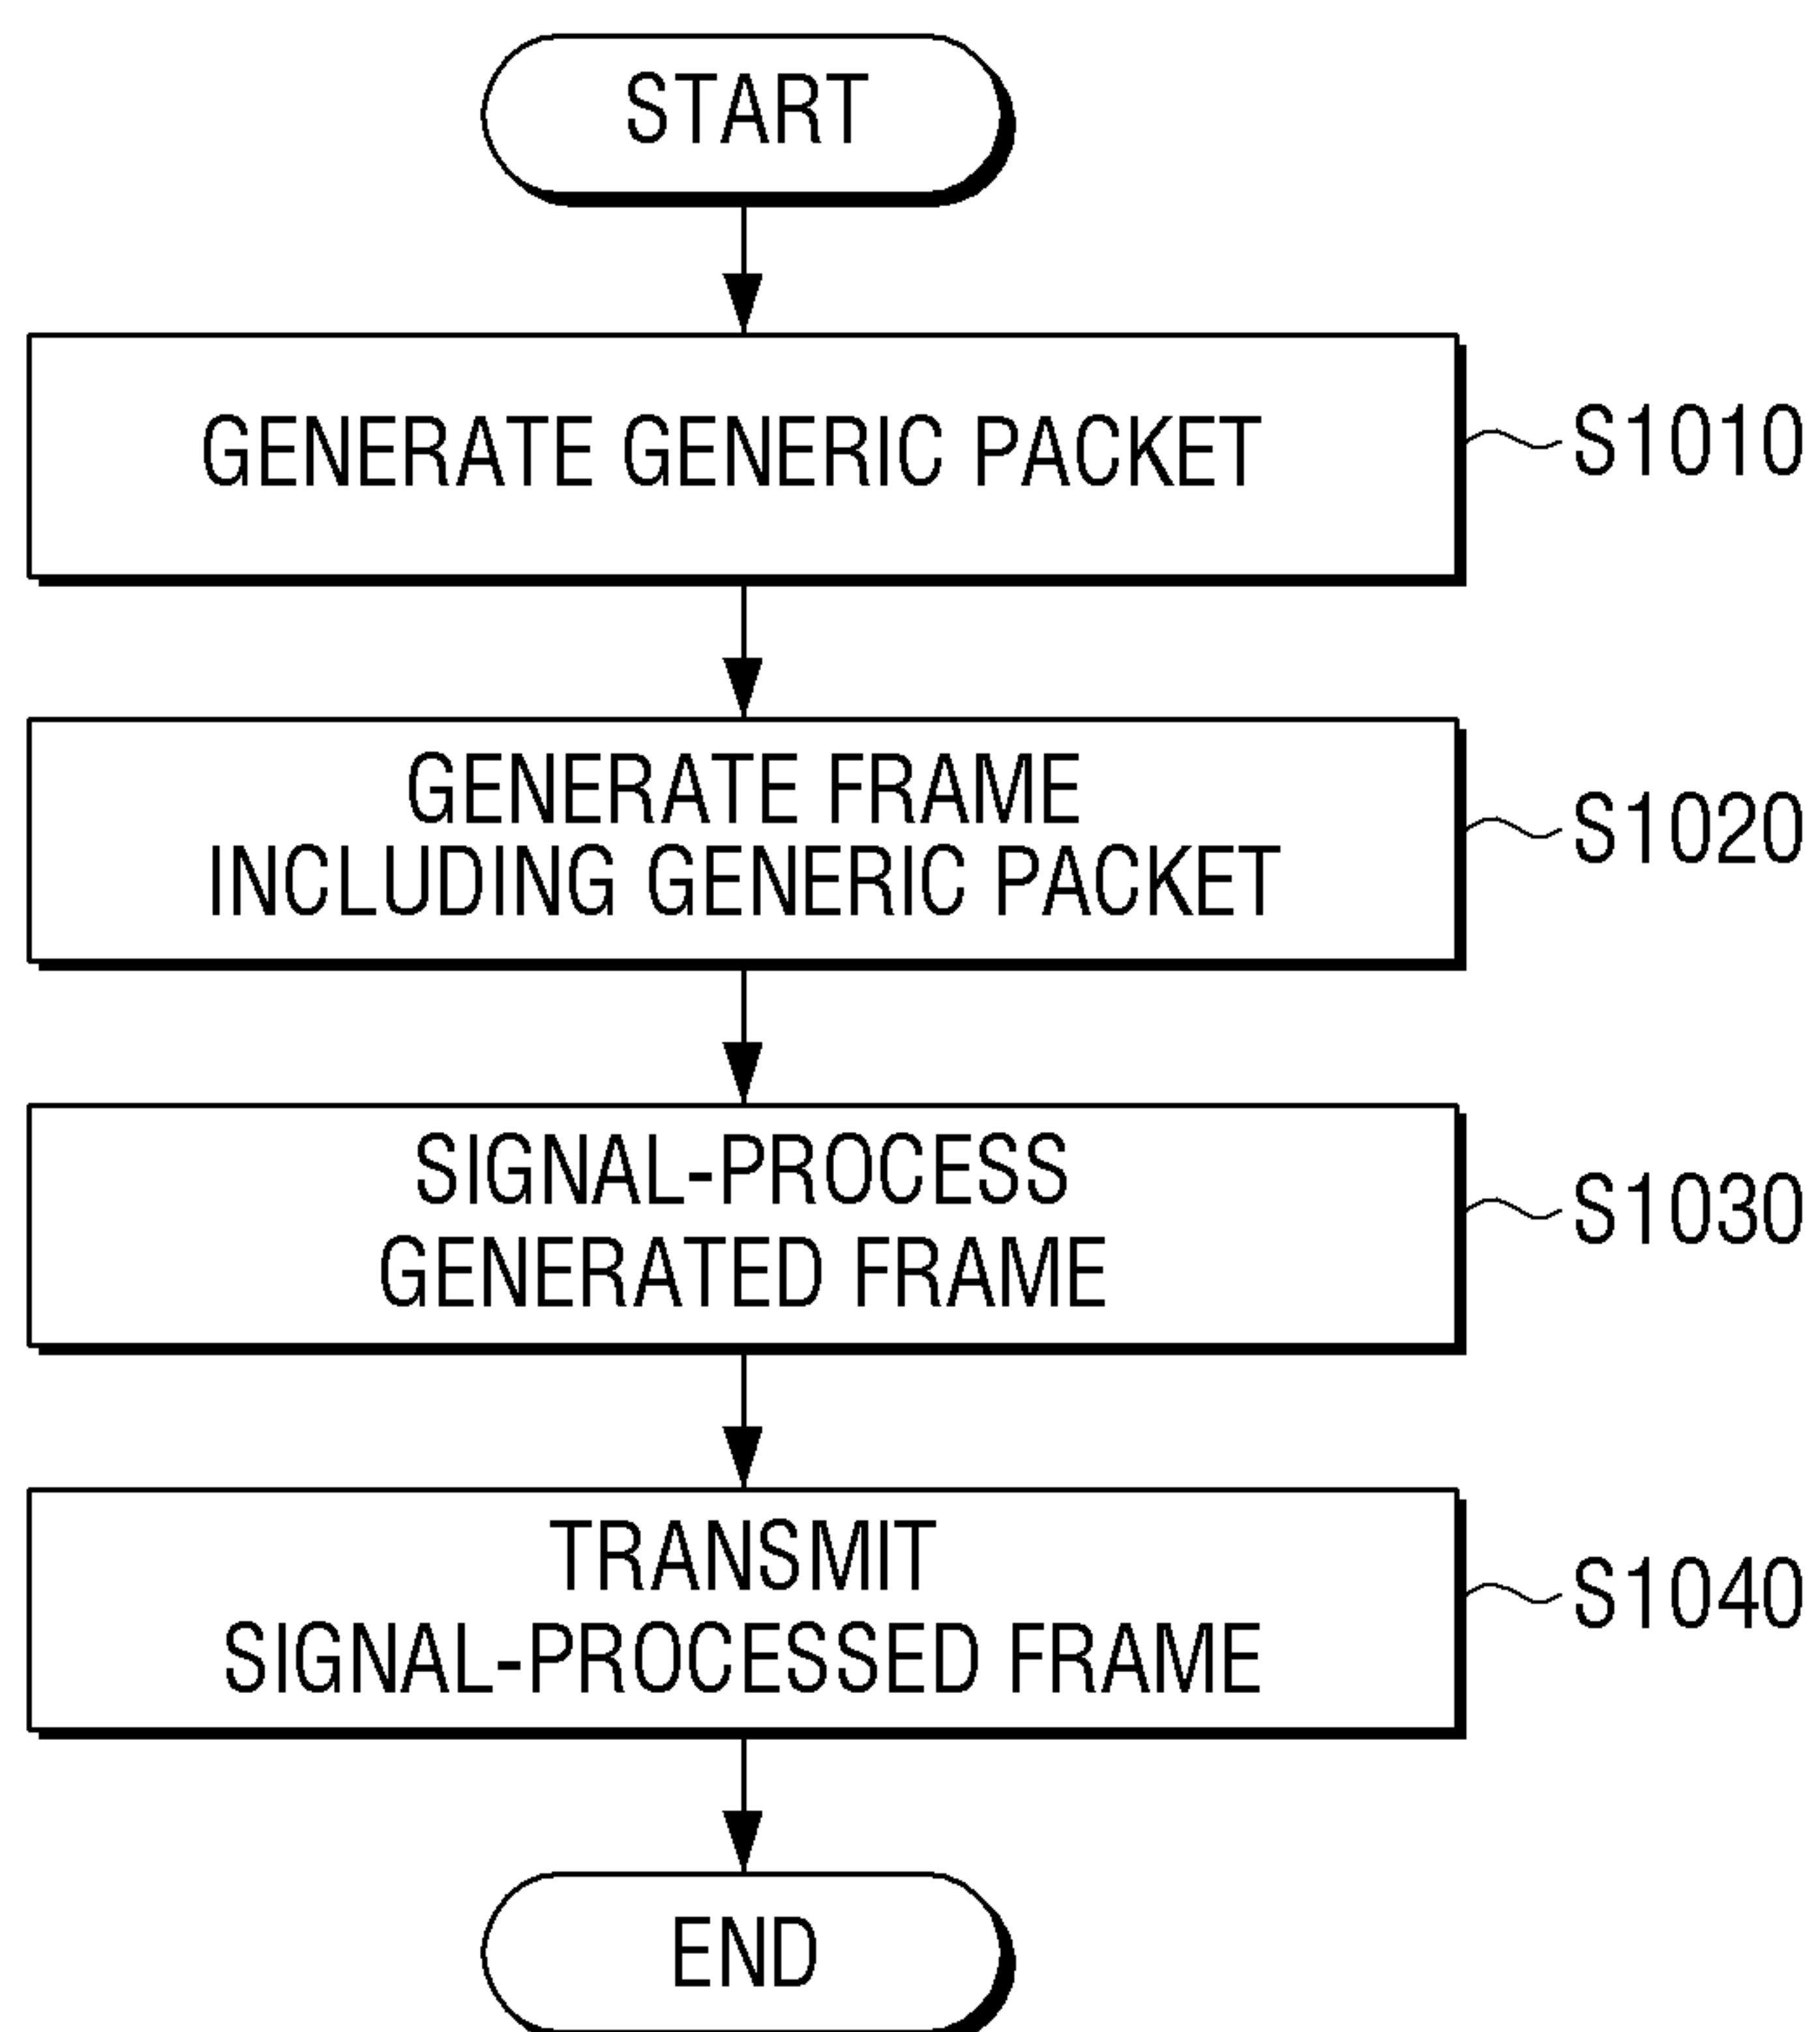 START
GENERATE GENERIC PACKET
S1010
GENERATE FRAME
INCLUDING GENERIC PACKET
S1020
SIGNAL-PROCESS
GENERATED FRAME
S1030
TRANSMIT
SIGNAL-PROCESSED FRAME
S1040
END